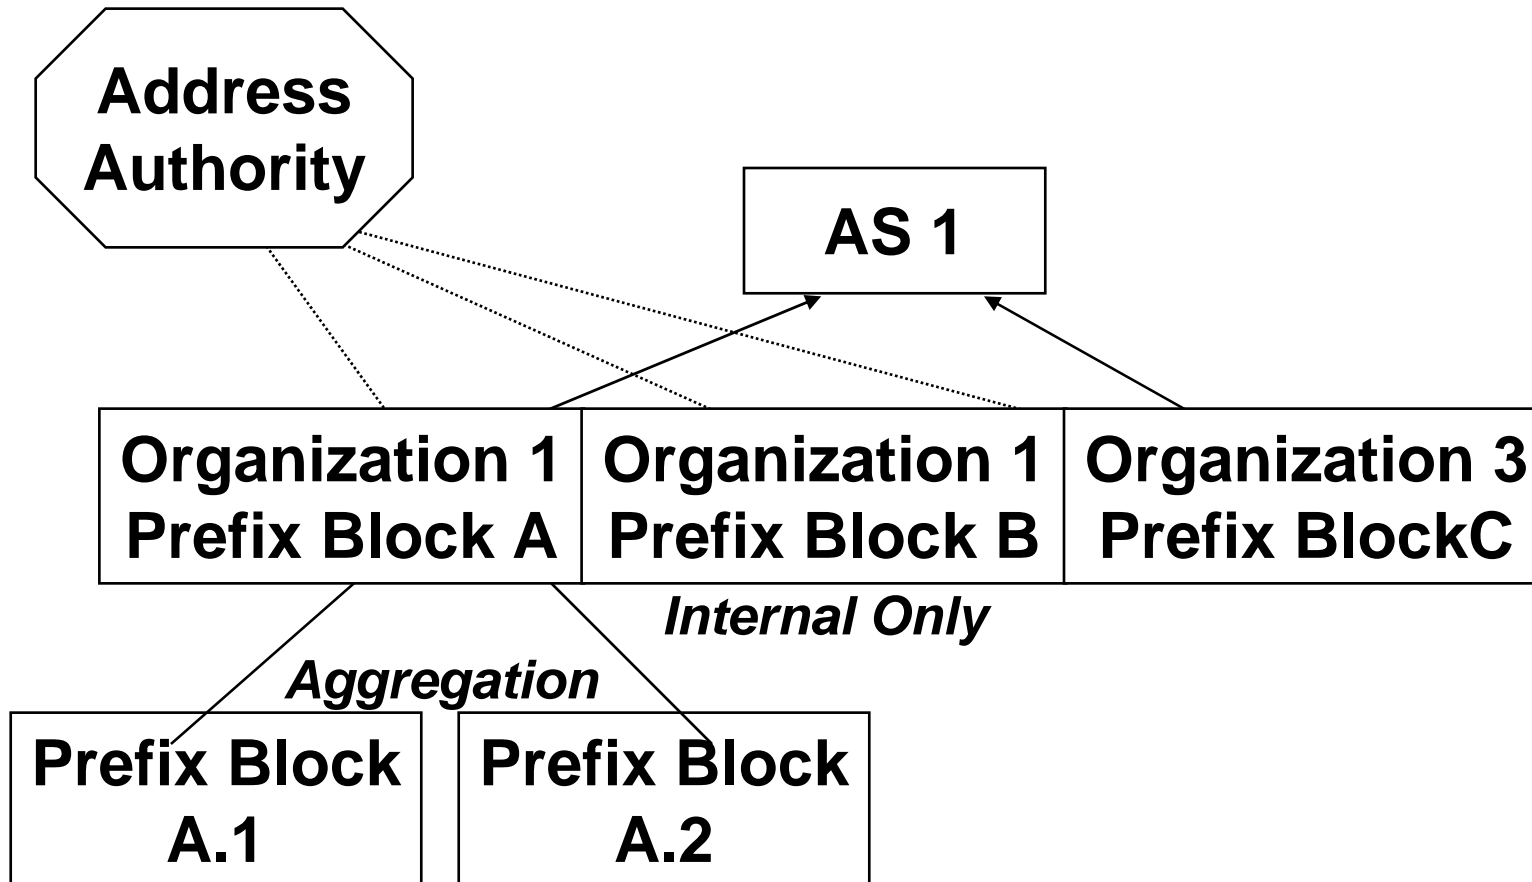 Address
Authority
AS 1
Organization 1
Prefix Block A
Organization 1
Prefix Block B
Organization 3
Prefix BlockC
Internal Only
Aggregation
Prefix Block
A.1
Prefix Block
A.2